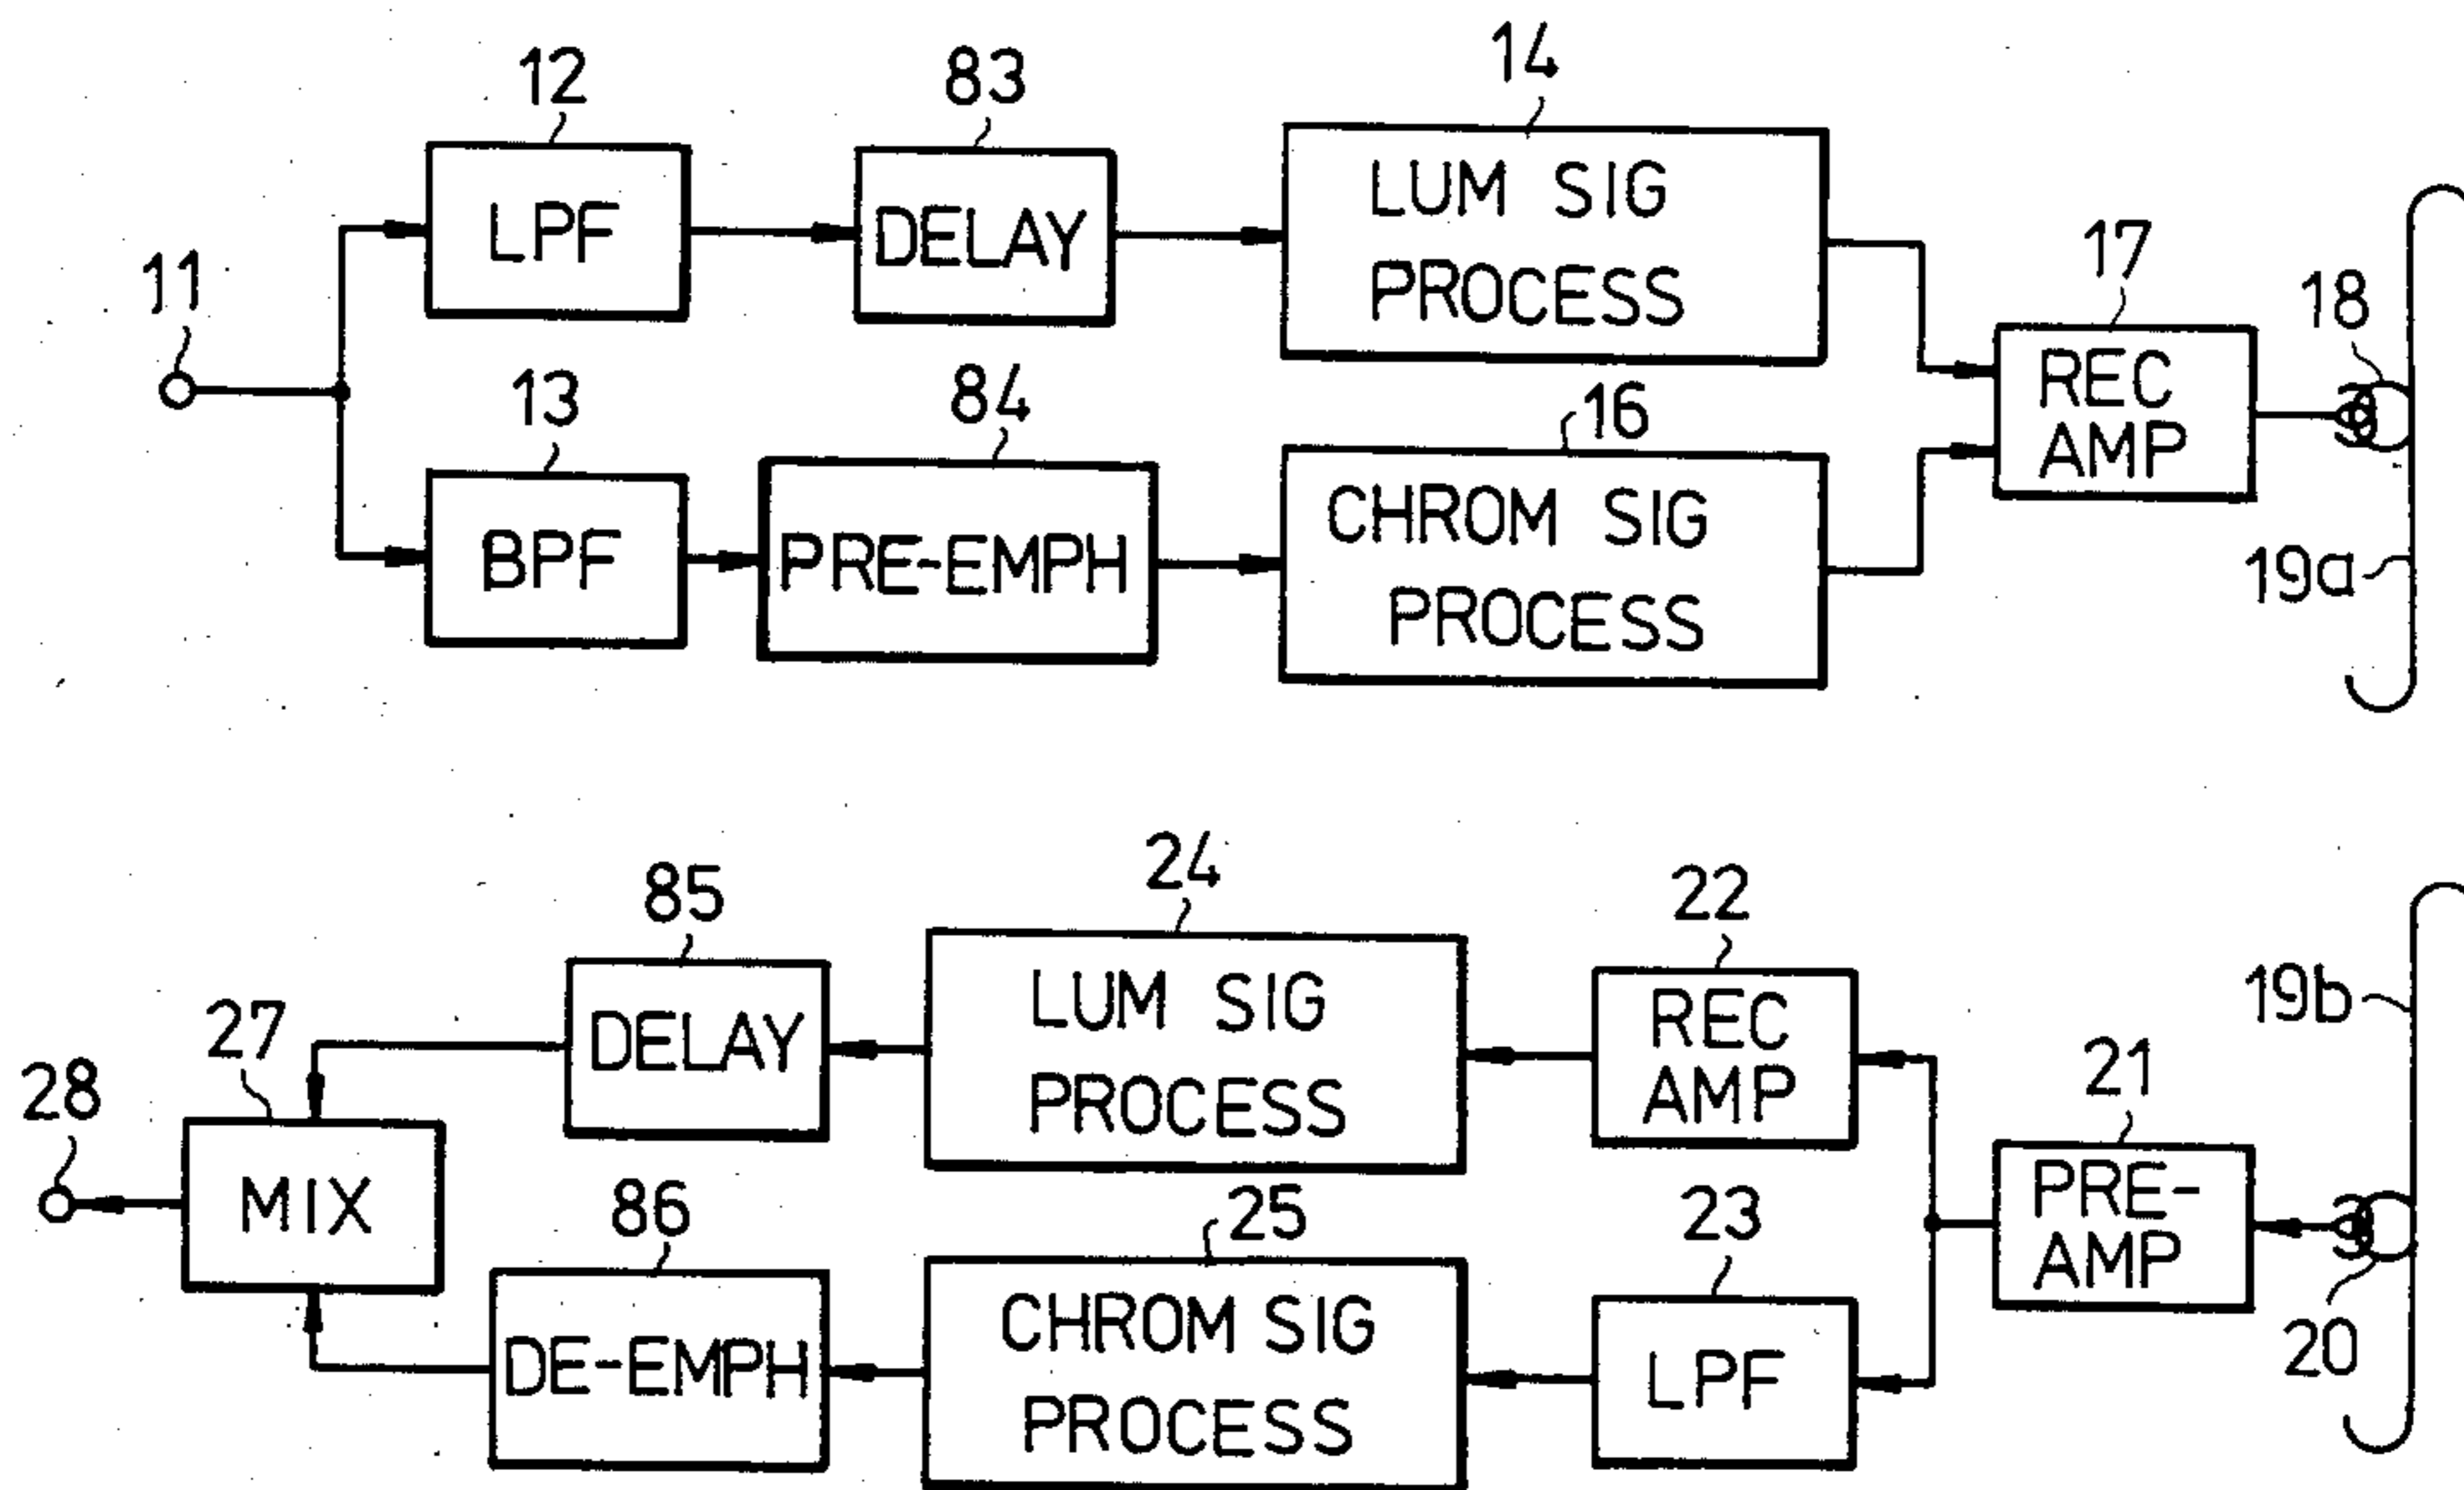 12
83
14
LPF
DELAY
LUM SIG
PROCESS
11
17
18
13
84
16
REC
AMP
BPF
PRE-EMPH
CHROM SIG
PROCESS
19a
85
24
22
19b
27
DELAY
LUM SIG
PROCESS
REC
AMP
21
28
MIX
86
25
23
PRE-
AMP
DE-EMPH
CHROM SIG
PROCESS
LPF
20